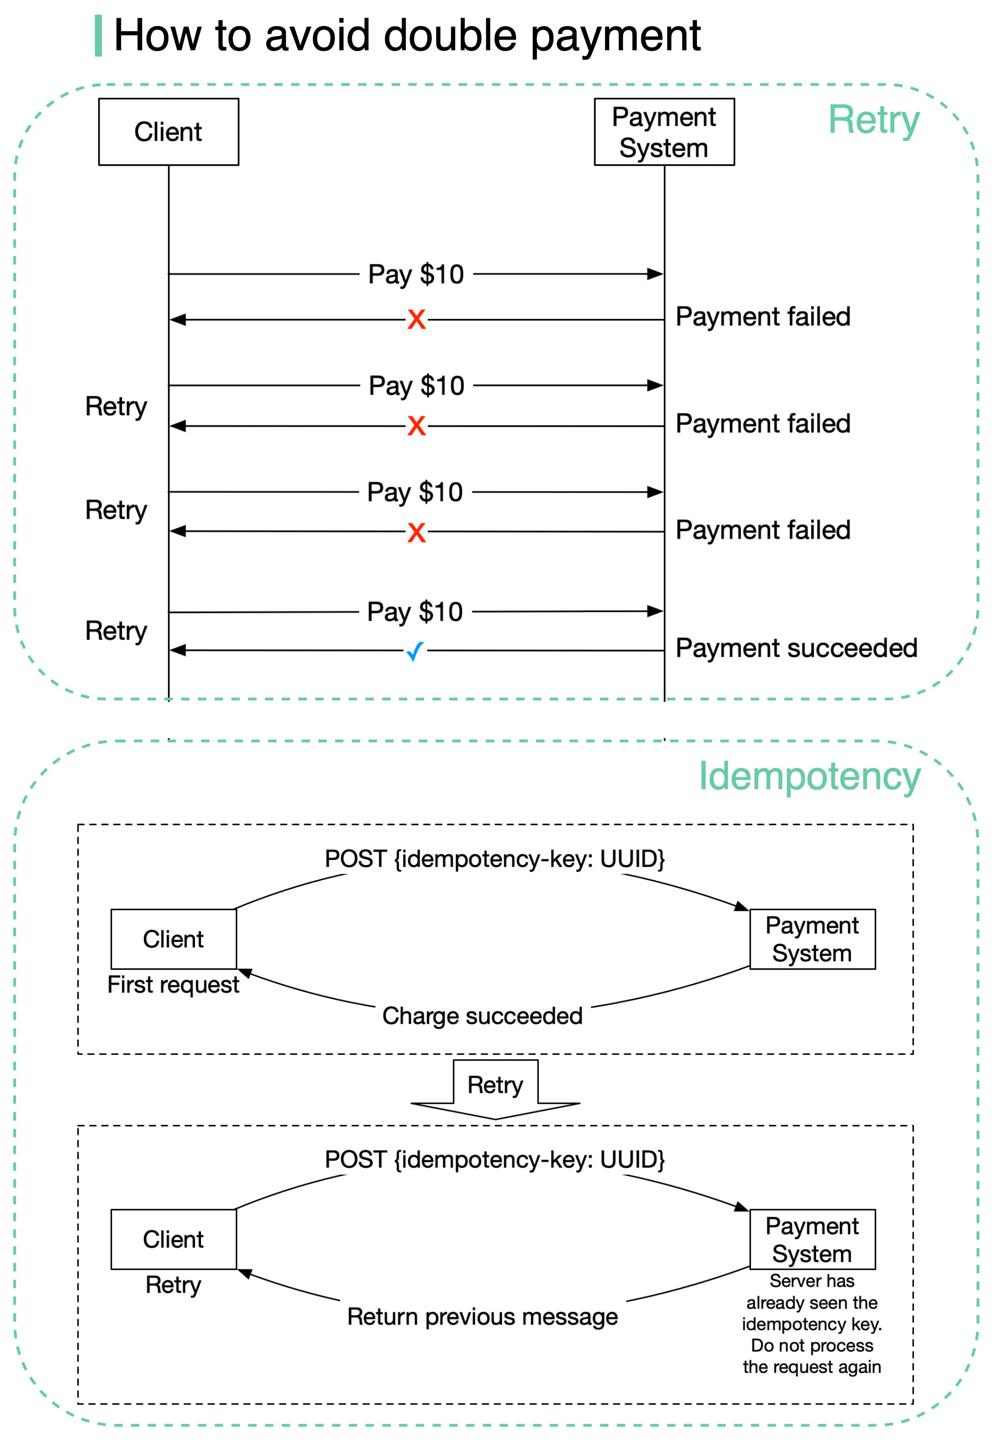 How to avoid double payment
Retry
Client
Payment
System
Pay $10
X
Payment failed
Retry
Pay $10
X
Payment failed
Retry
Pay $10
X
Payment failed
Retry
Pay $10
✓
Payment succeeded
Idempotency
POST {idempotency-key: UUID}
Client
Payment
System
First request
Charge succeeded
Retry
POST {idempotency-key: UUID}
Client
Payment
System
Retry
Return previous message
Server has
already seen the
idempotency key.
Do not process
the request again